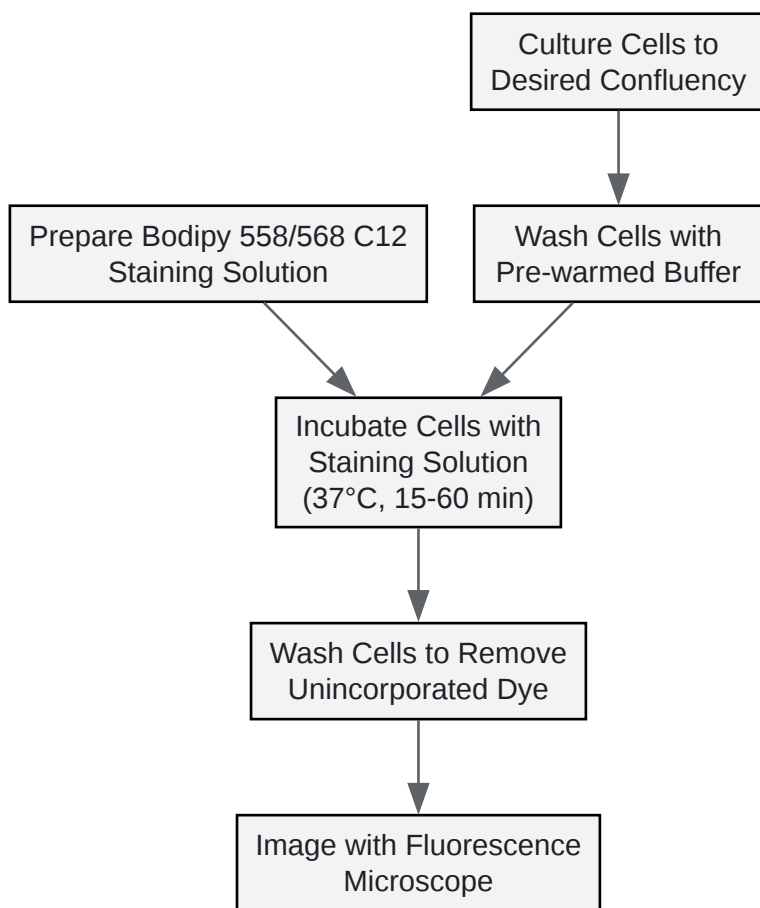 Culture Cells to
Desired Confluency
Prepare Bodipy 558/568 C12
Staining Solution
Wash Cells with
Pre-warmed Buffer
Incubate Cells with
Staining Solution
(37°C, 15-60 min)
Wash Cells to Remove
Unincorporated Dye
Image with Fluorescence
Microscope